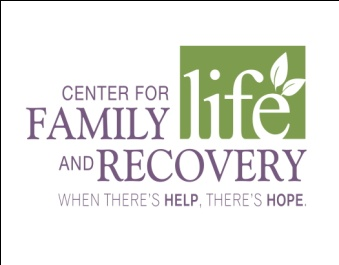 CENTER FOR
FAMILY life
AND RECOVERY
WHEN THERE'S HELP, THERE'S HOPE.